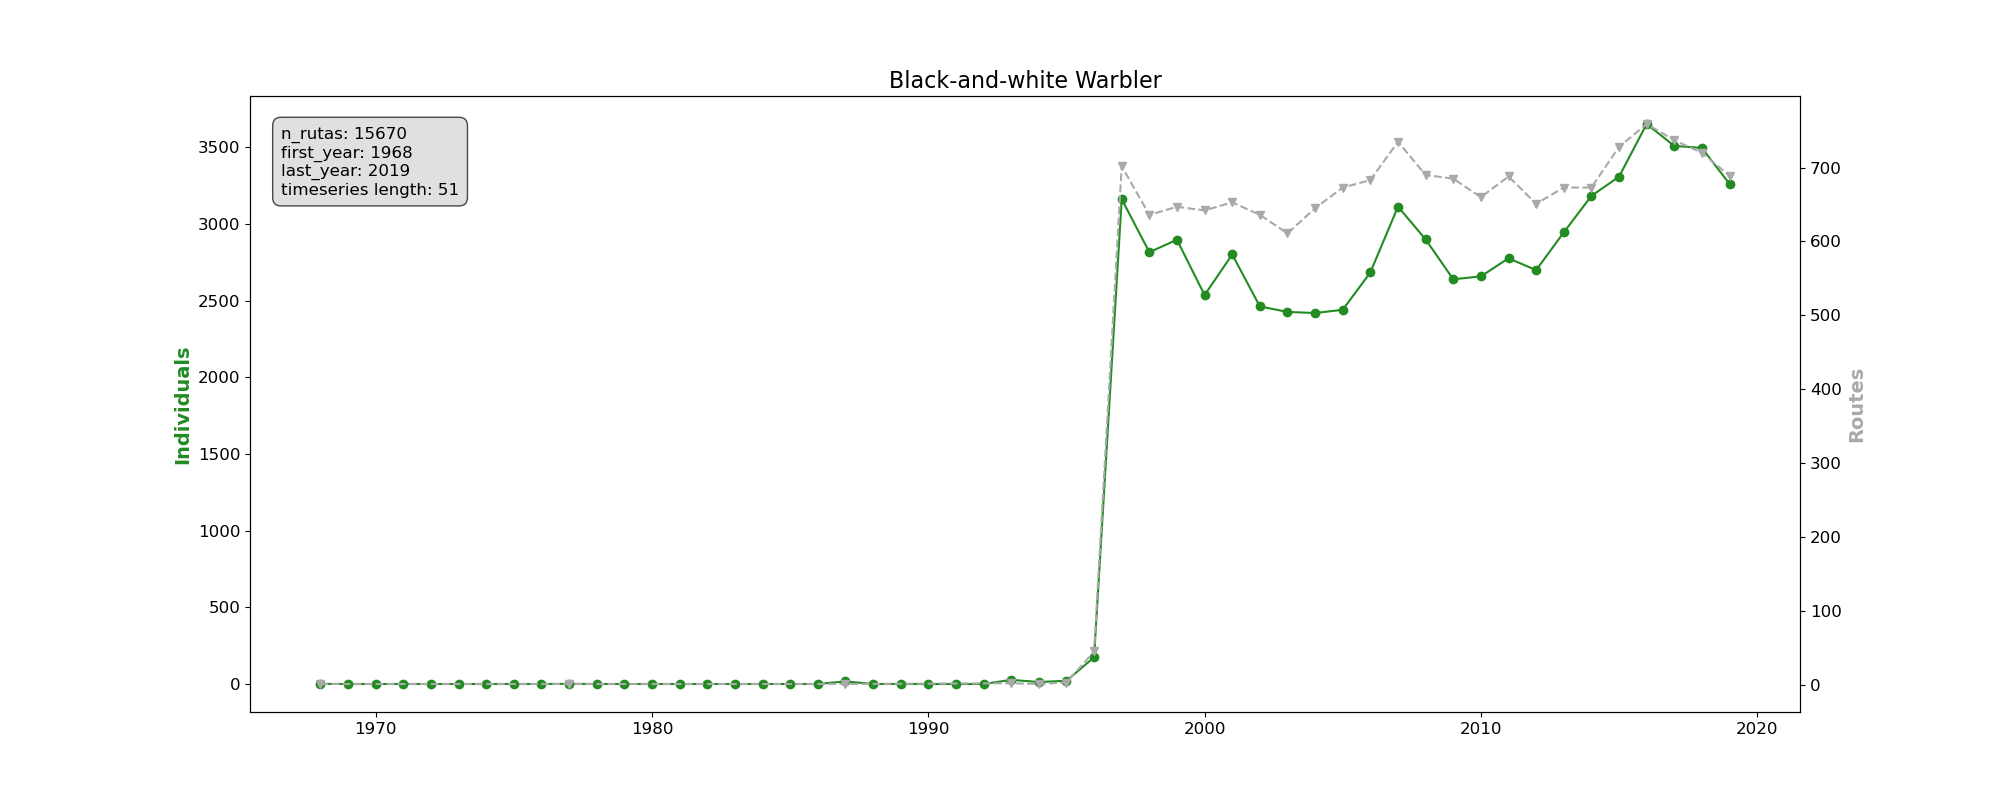 Black-and-white Warbler
n_rutas: 15670
first_year: 1968
last_year: 2019
timeseries length: 51
3500
3000
2500
2000
1500
1000
500
0
Individuals
700
600
500
400
300
200
100
0
Routes
1970 1980 1990 2000 2010 2020